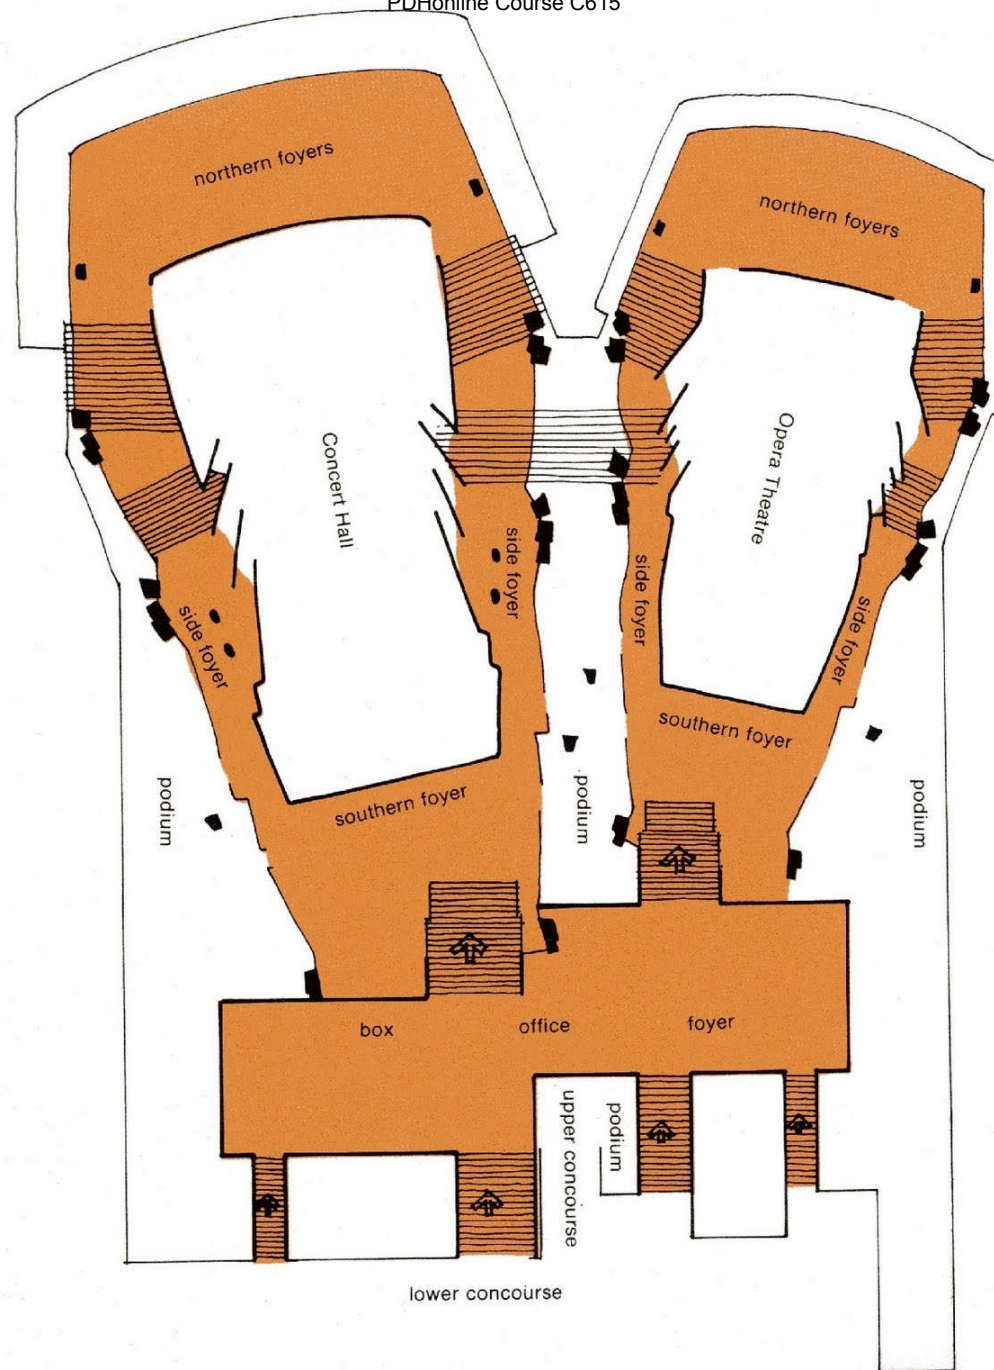 PDHonline Course C615
northern foyers
northern foyers
Concert Hall
Opera Theatre
side foyer
side foyer
side foyer
side foyer
southern foyer
southern foyer
podium
podium
podium
box office foyer
upper concourse
podium
lower concourse